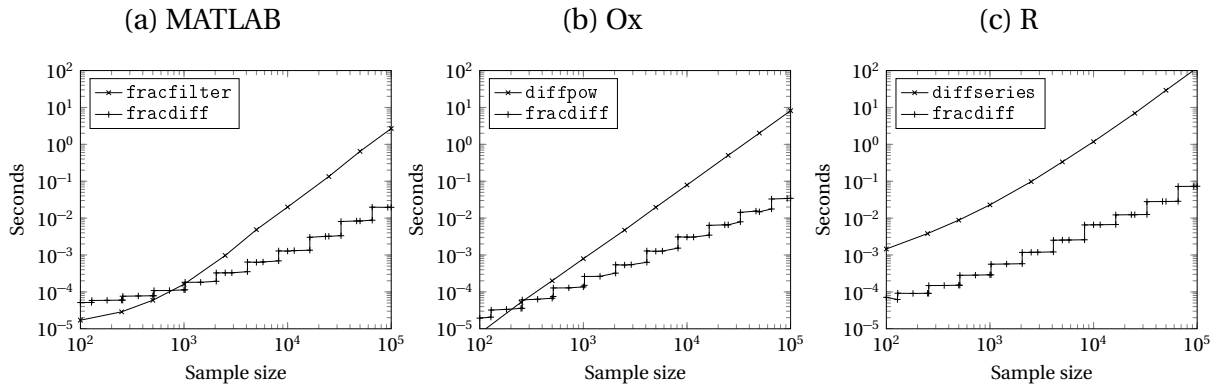 (a) MATLAB
fracfilter
fracdiff
10^2
10^1
10^0
10^−1
10^−2
10^−3
10^−4
10^−5
Seconds
10^2
10^3
10^4
10^5
Sample size
(b) Ox
diffpow
fracdiff
10^2
10^1
10^0
10^−1
10^−2
10^−3
10^−4
10^−5
Seconds
10^2
10^3
10^4
10^5
Sample size
(c) R
diffseries
fracdiff
10^2
10^1
10^0
10^−1
10^−2
10^−3
10^−4
10^−5
Seconds
10^2
10^3
10^4
10^5
Sample size